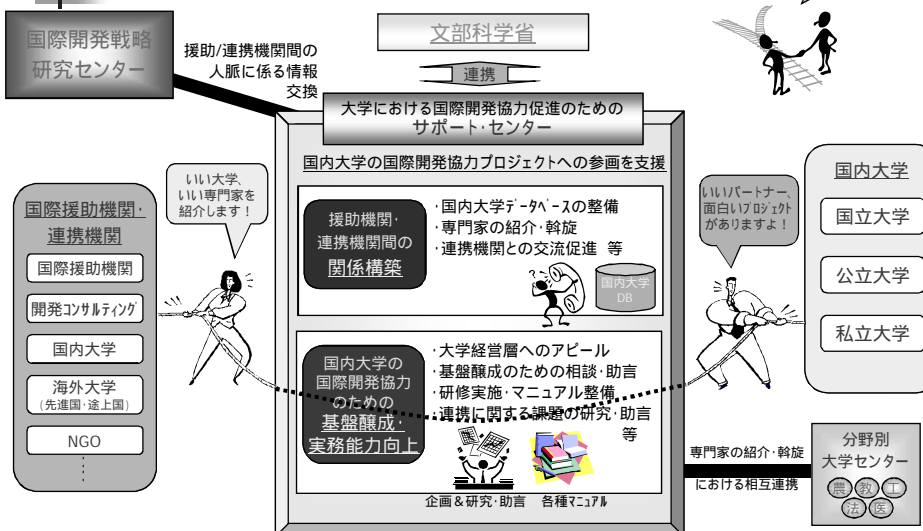 国際開発戦略
研究センター
援助/連携機関間の
人脈に係る情報
交換
文部科学省
連携
大学における国際開発協力促進のための
サポート･センター
国内大学の国際開発協力プロジェクトへの参画を支援
援助機関･
連携機関間の
関係構築
･国内大学ﾃﾞｰﾀﾍﾞｰｽの整備
･専門家の紹介･斡旋
･連携機関との交流促進 等
国内大学
DB
国内大学の
国際開発協力
のための
基盤醸成･
実務能力向上
･大学経営層へのアピール
･基盤醸成のための相談･助言
･研修実施･マニュアル整備
･連携に関する課題の研究･助言
等
企画＆研究･助言
各種ﾏﾆｭｱﾙ
いい大学、
いい専門家を
紹介します！
国際援助機関･
連携機関
国際援助機関
開発ｺﾝｻﾙﾃｨﾝｸﾞ
国内大学
海外大学
(先進国･途上国)
NGO
いいパートナー、
面白いﾌﾟﾛｼﾞｪｸﾄ
がありますよ！
国内大学
国立大学
公立大学
私立大学
専門家の紹介･斡旋
における相互連携
分野別
大学センター
農 教 工
法 医